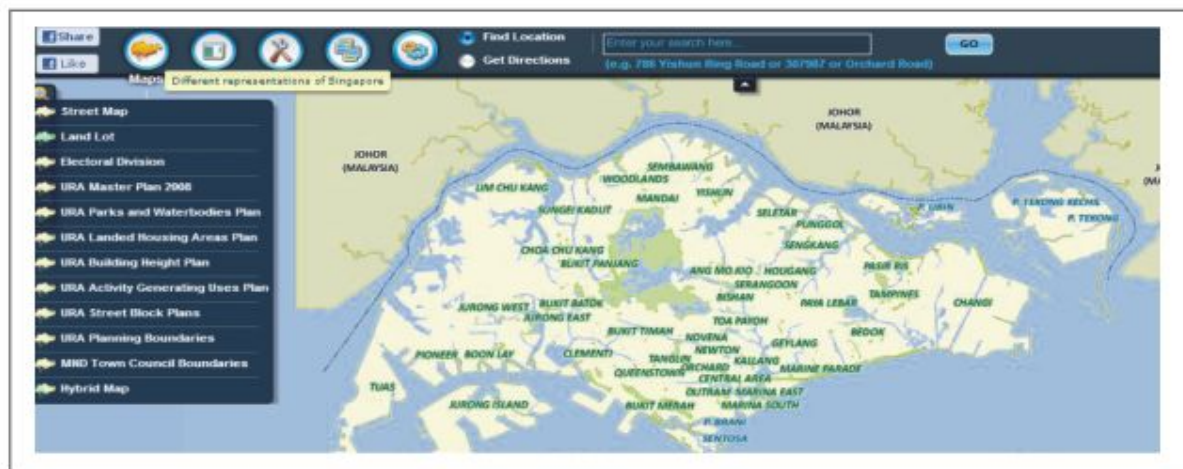 Share
Like
Maps
Different representations of Singapore
Find Location
Get Directions
Enter your search here...
(e.g. 786 Yishun Ring Road or 307987 or Orchard Road)
GO
Street Map
Land Lot
Electoral Division
URA Master Plan 2008
URA Parks and Waterbodies Plan
URA Landed Housing Areas Plan
URA Building Height Plan
URA Activity Generating Uses Plan
URA Street Block Plans
URA Planning Boundaries
MND Town Council Boundaries
Hybrid Map
JOHOR
(MALAYSIA)
JOHOR
(MALAYSIA)
SEMBAWANG
WOODLANDS
LIM CHU KANG
MANDAI
YISHUN
SUNGEI KADUT
SELETAR
PUNGGOL
P. UBIN
P. TEKONG KECHIL
P. TEKONG
SENGKANG
CHOA CHU KANG
BUKIT PANJANG
ANG MO KIO
HOUGANG
PASIR RIS
SERANGOON
BISHAN
PAYA LEBAR
TAMPINES
CHANGI
JURONG WEST
BUKIT BATOK
JURONG EAST
TOA PAYOH
BUKIT TIMAH
NOVENA
GEYLANG
BEDOK
PIONEER
BOON LAY
CLEMENTI
NEWTON
TANGLIN
ORCHARD
KALLANG
MARINE PARADE
QUEENSTOWN
CENTRAL AREA
TUAS
OUTRAM
MARINA EAST
JURONG ISLAND
BUKIT MERAH
MARINA SOUTH
P. BRANI
SENTOSA